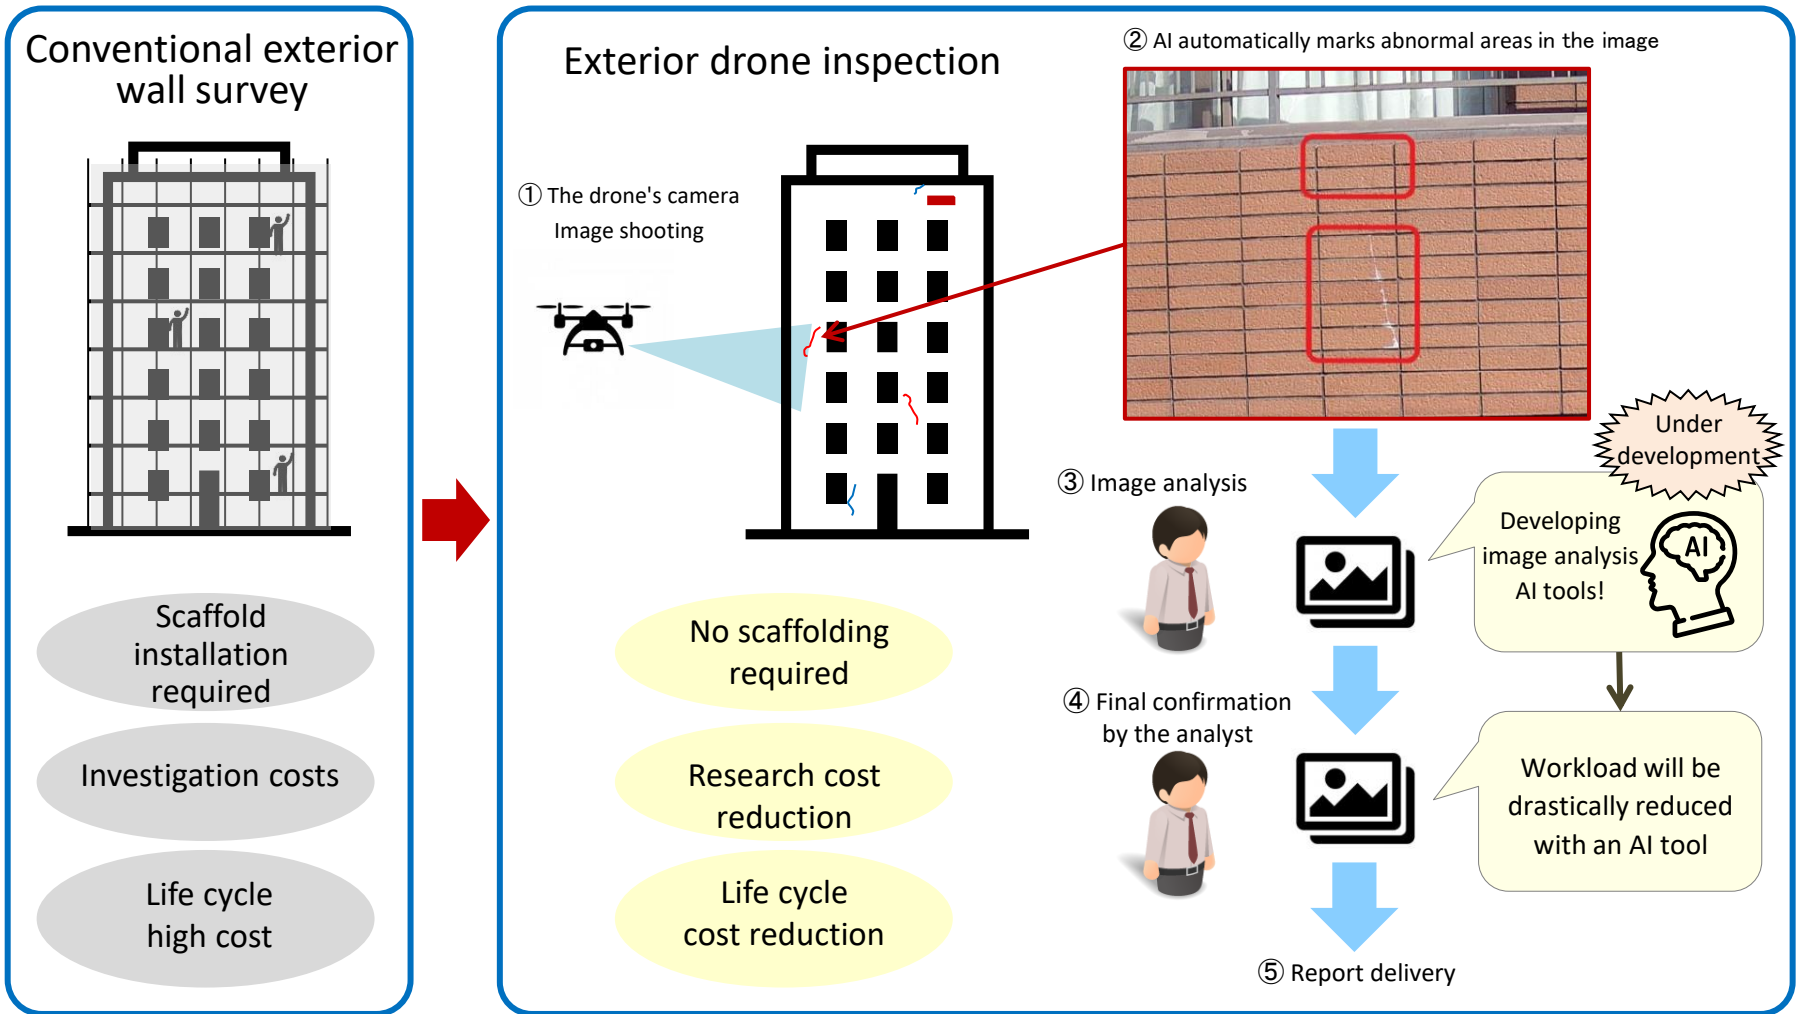 Conventional exterior
wall survey
Scaffold
installation
required
Investigation costs
Life cycle
high cost
Exterior drone inspection
① The drone's camera
Image shooting
No scaffolding
required
Research cost
reduction
Life cycle
cost reduction
② AI automatically marks abnormal areas in the image
③ Image analysis
Under
development
Developing
image analysis
AI tools!
AI
④ Final confirmation
by the analyst
Workload will be
drastically reduced
with an AI tool
⑤ Report delivery